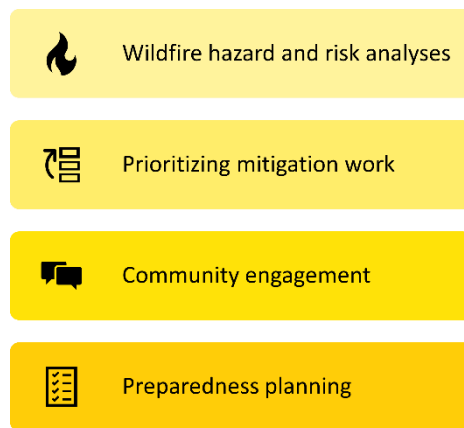 Wildfire hazard and risk analyses
Prioritizing mitigation work
Community engagement
Preparedness planning